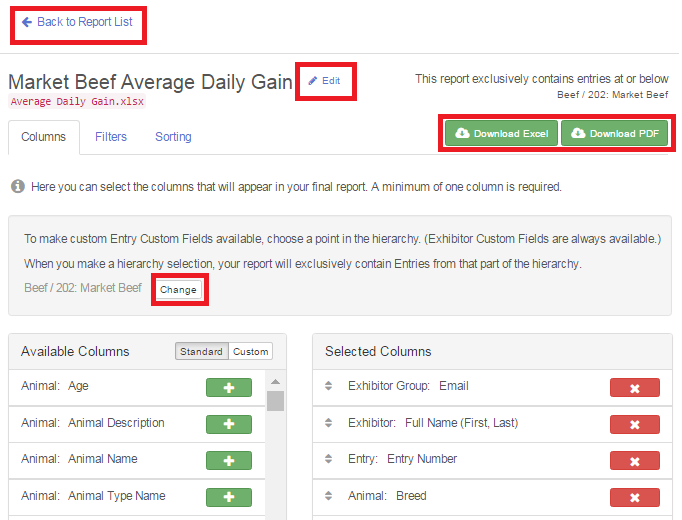 Back to Report List
Market Beef Average Daily Gain Edit
Average Daily Gain.xlsx
This report exclusively contains entries at or below
Beef / 202: Market Beef
Columns Filters Sorting
Download Excel Download PDF
Here you can select the columns that will appear in your final report. A minimum of one column is required.
To make custom Entry Custom Fields available, choose a point in the hierarchy. (Exhibitor Custom Fields are always available.)
When you make a hierarchy selection, your report will exclusively contain Entries from that part of the hierarchy.
Beef / 202: Market Beef Change
Available Columns Standard Custom
Animal: Age
Animal: Animal Description
Animal: Animal Name
Animal: Animal Type Name
Selected Columns
Exhibitor Group: Email
Exhibitor: Full Name (First, Last)
Entry: Entry Number
Animal: Breed